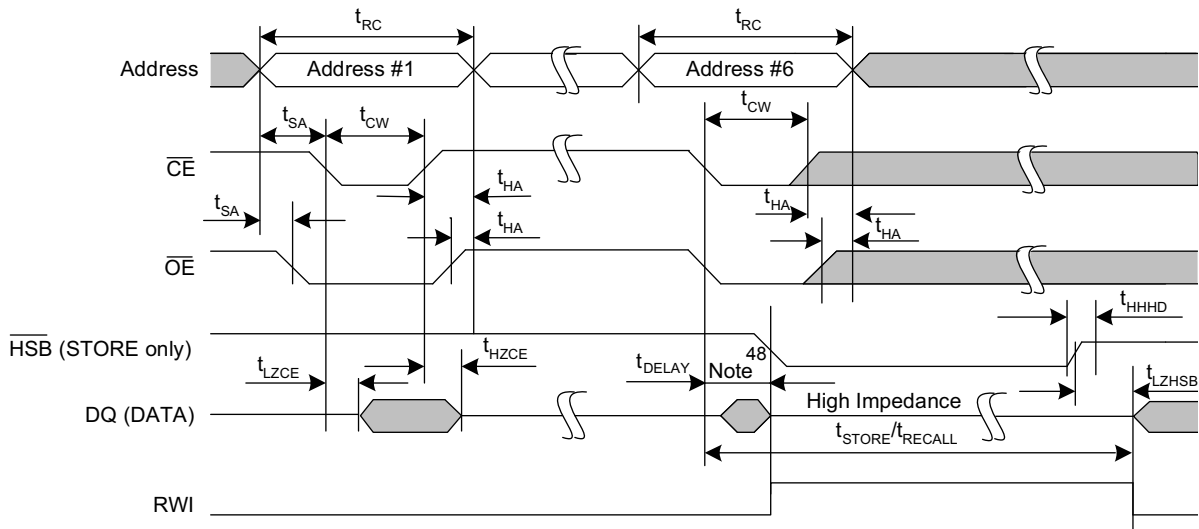 tRC tRC
Address Address #1 Address #6
tCW
tSA tCW
CE
tHA tHA
tSA tHA tHA
OE
tHHHD
HSB (STORE only)
tLZCE tHZCE tDELAY Note 48 tLZHSB
DQ (DATA) High Impedance
tSTORE/tRECALL
RWI